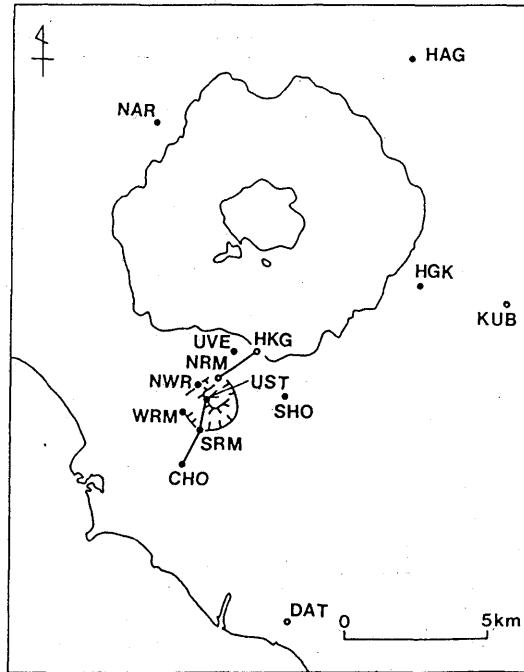 HAG
NAR
HGK
KUB
UVE
HKG
NRM
NWR
UST
SHO
WRM
SRM
CHO
DAT
0 5km